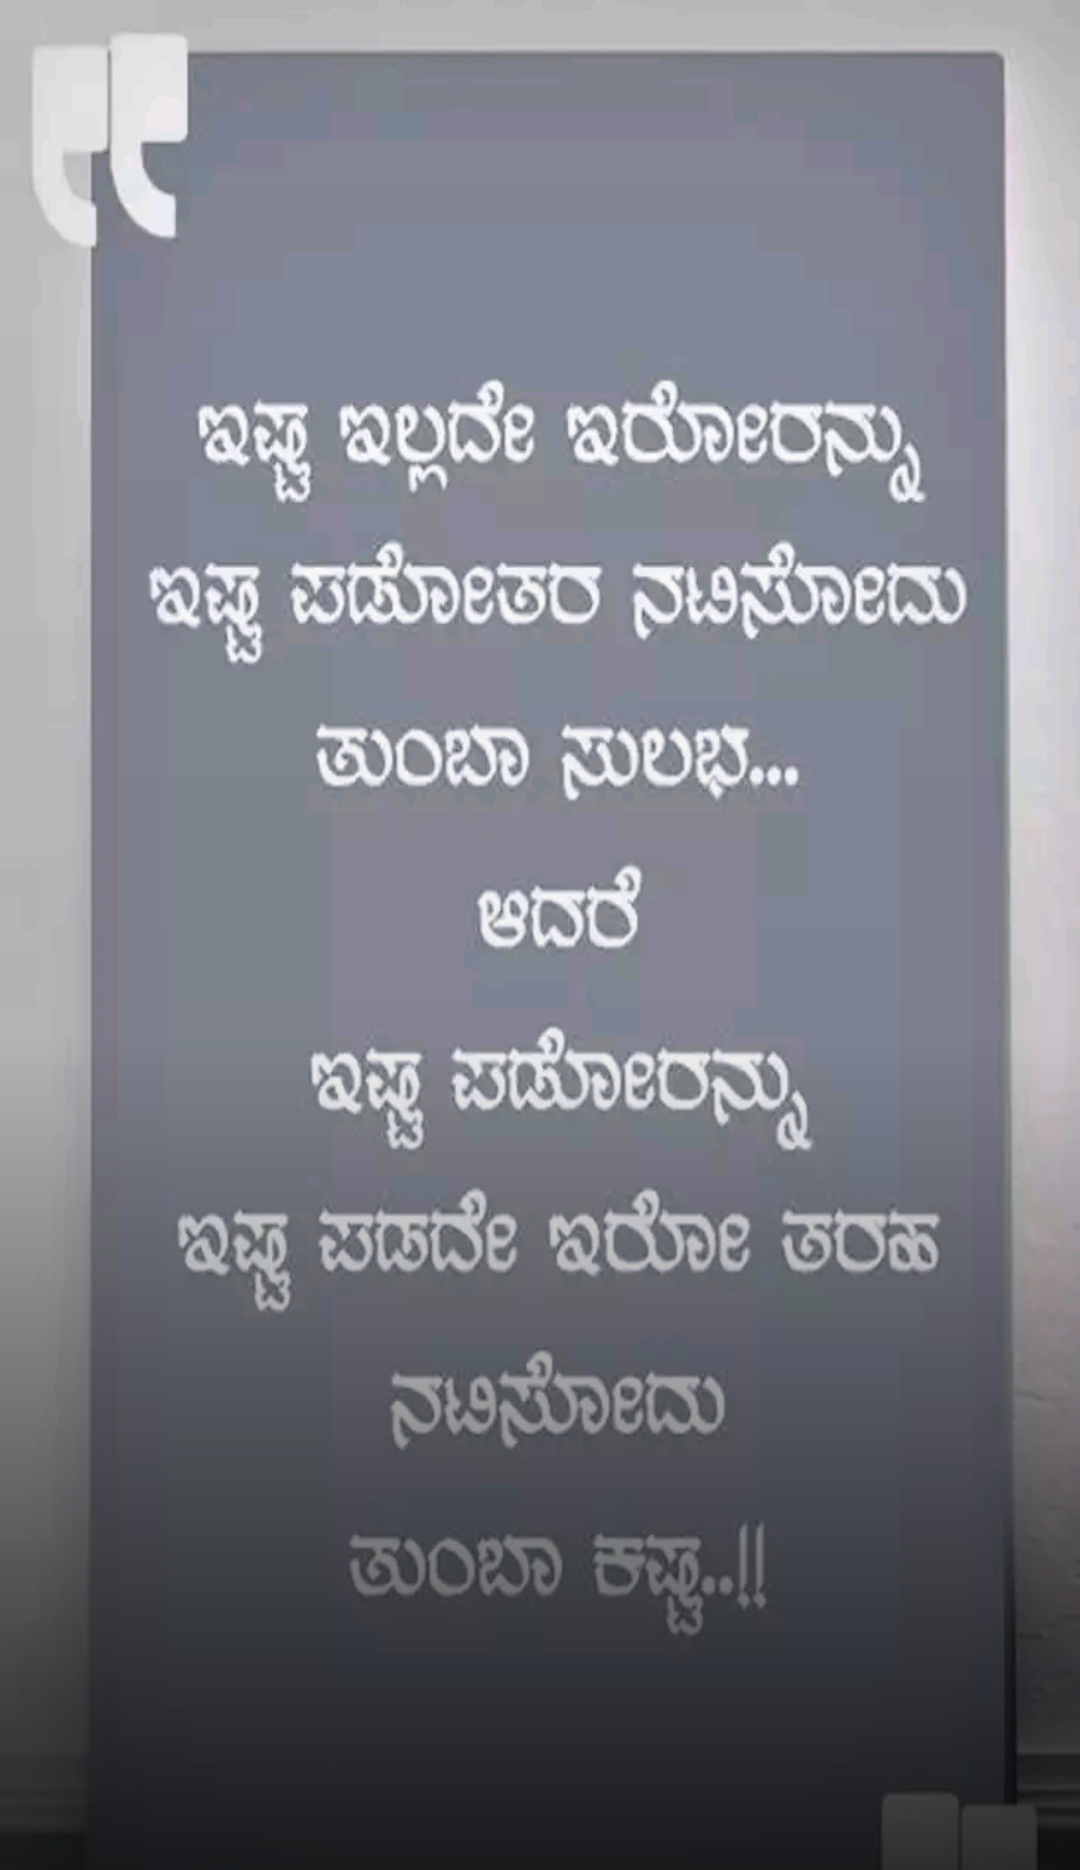 ಇಷ್ಟ ಇಲ್ಲದೇ ಇರೋರನ್ನು
ಇಷ್ಟ ಪಡೋತರ ನಟಿಸೋದು
ತುಂಬಾ ಸುಲಭ...
ಆದರೆ
ಇಷ್ಟ ಪಡೋರನ್ನು
ಇಷ್ಟ ಪಡದೇ ಇರೋ ತರಹ
ನಟಿಸೋದು
ತುಂಬಾ ಕಷ್ಟ..!!